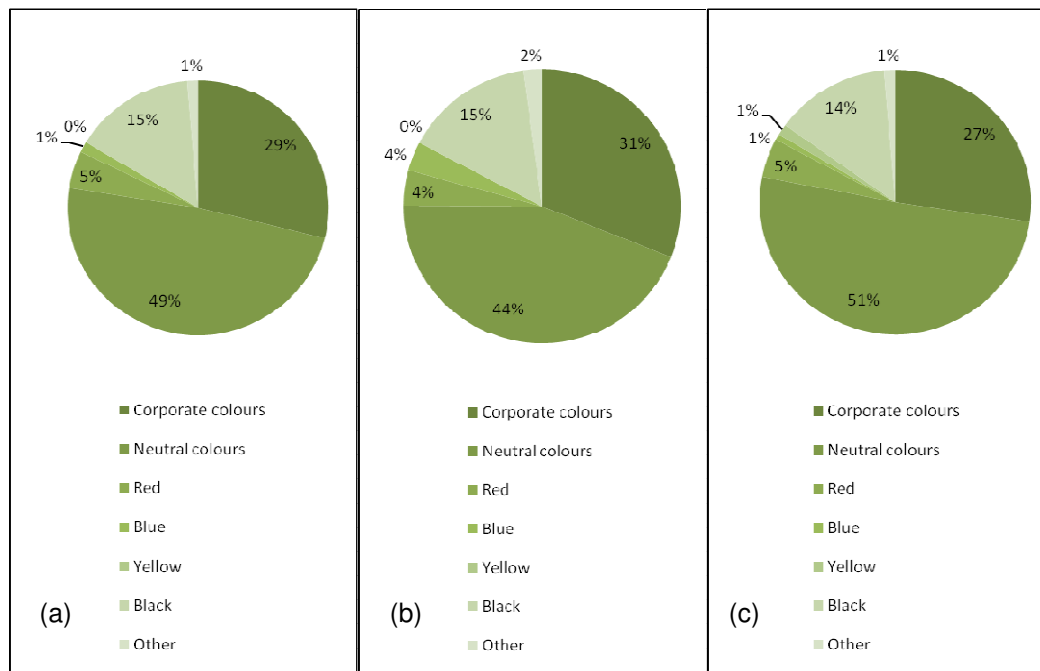 1%
0%
1%
15%
29%
5%
49%
Corporate colours
Neutral colours
Red
Blue
Yellow
Black
Other
(a)
2%
0%
15%
31%
4%
4%
44%
Corporate colours
Neutral colours
Red
Blue
Yellow
Black
Other
(b)
1%
1%
14%
27%
1%
5%
51%
Corporate colours
Neutral colours
Red
Blue
Yellow
Black
Other
(c)